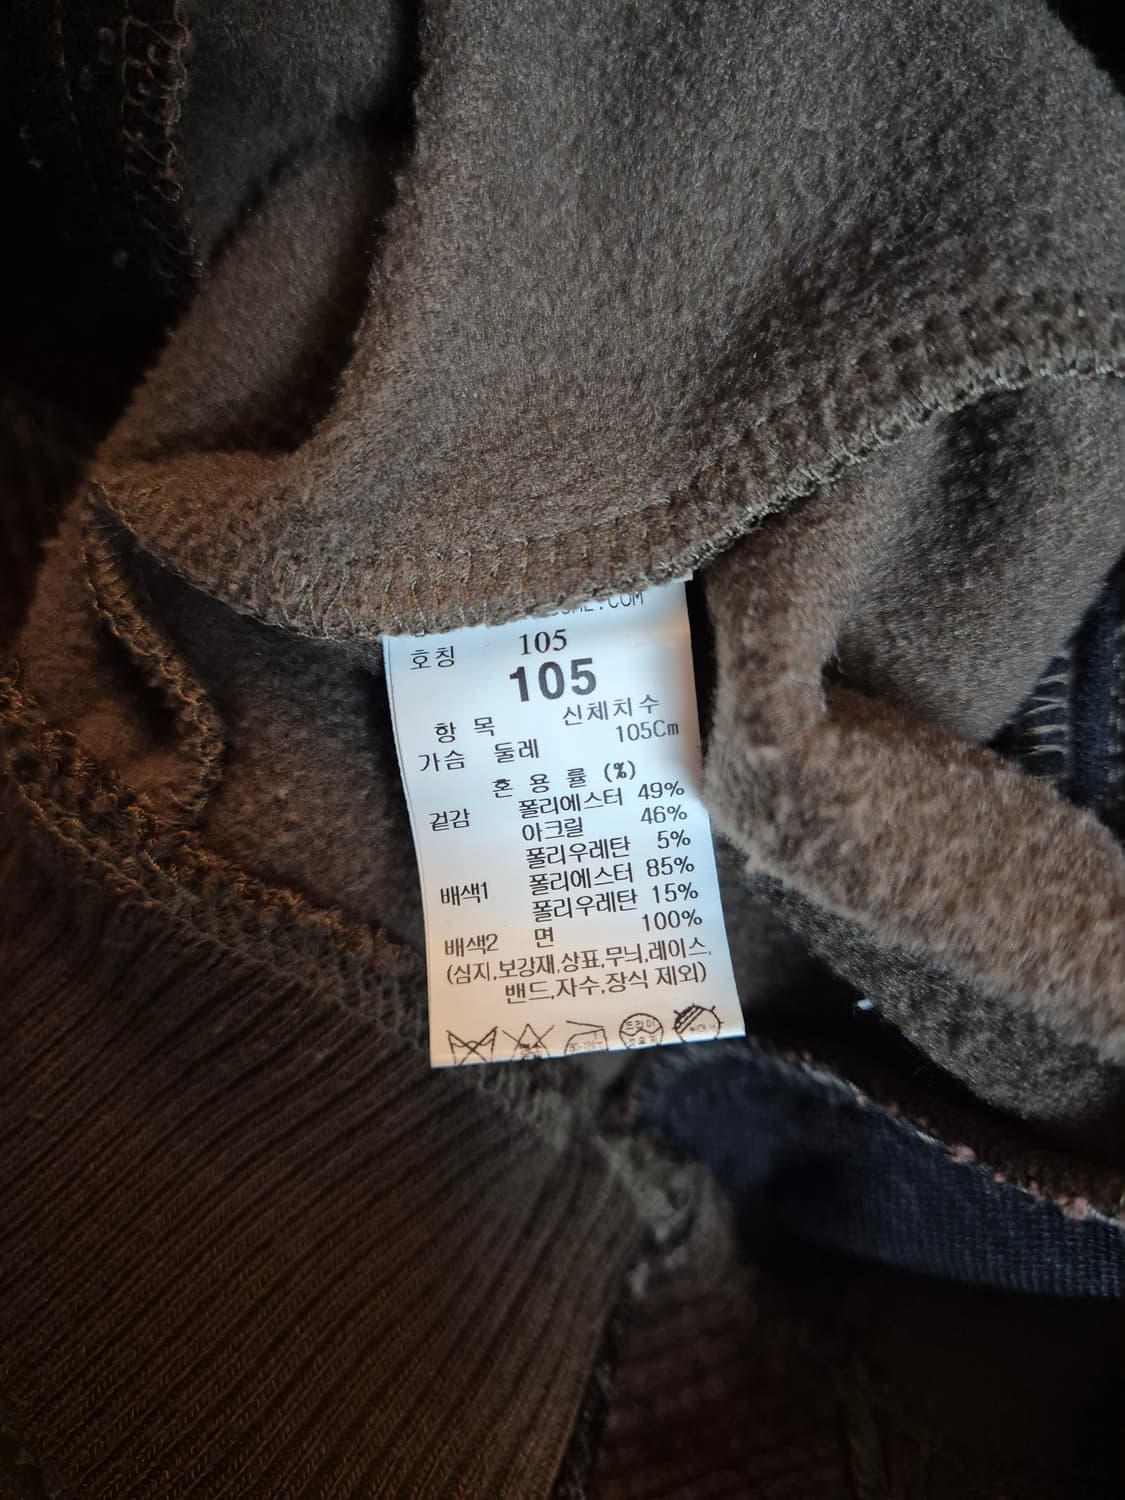 .COM
호칭 105
105
항 목 신체치수
가슴 둘레 105Cm
혼 용 률 (%)
겉감 폴리에스터 49%
아크릴 46%
폴리우레탄 5%
배색1 폴리에스터 85%
폴리우레탄 15%
배색2 면 100%
(심지,보강재,상표,무늬,레이스,
밴드,자수,장식 제외)
드라이